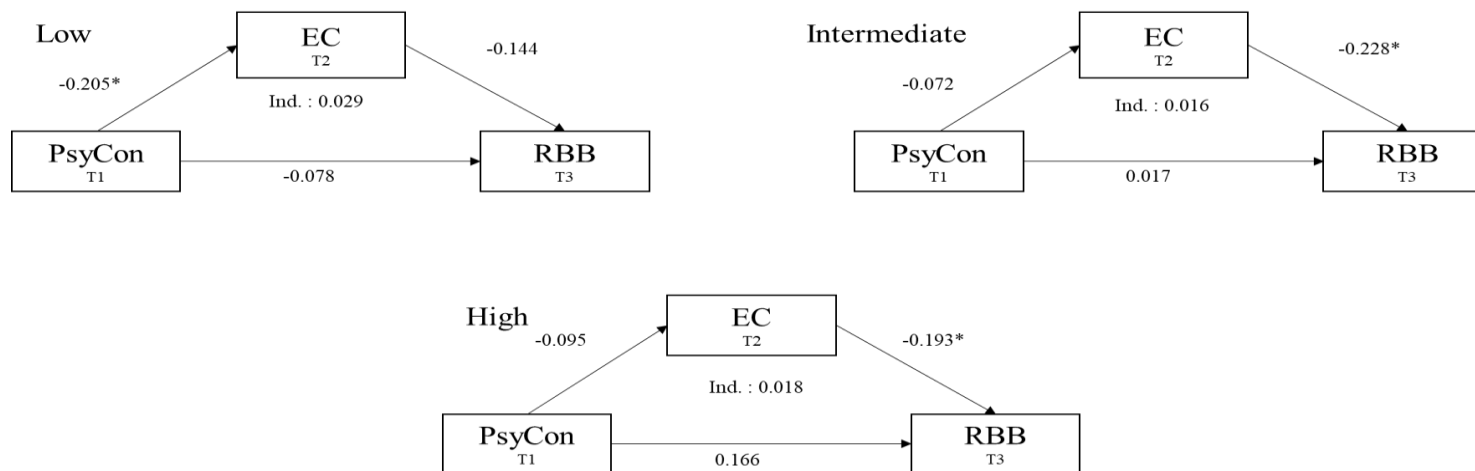 Low
EC
T2
-0.205*
-0.144
Ind. : 0.029
PsyCon
T1
-0.078
RBB
T3
Intermediate
EC
T2
-0.072
-0.228*
Ind. : 0.016
PsyCon
T1
0.017
RBB
T3
High
EC
T2
-0.095
-0.193*
Ind. : 0.018
PsyCon
T1
0.166
RBB
T3